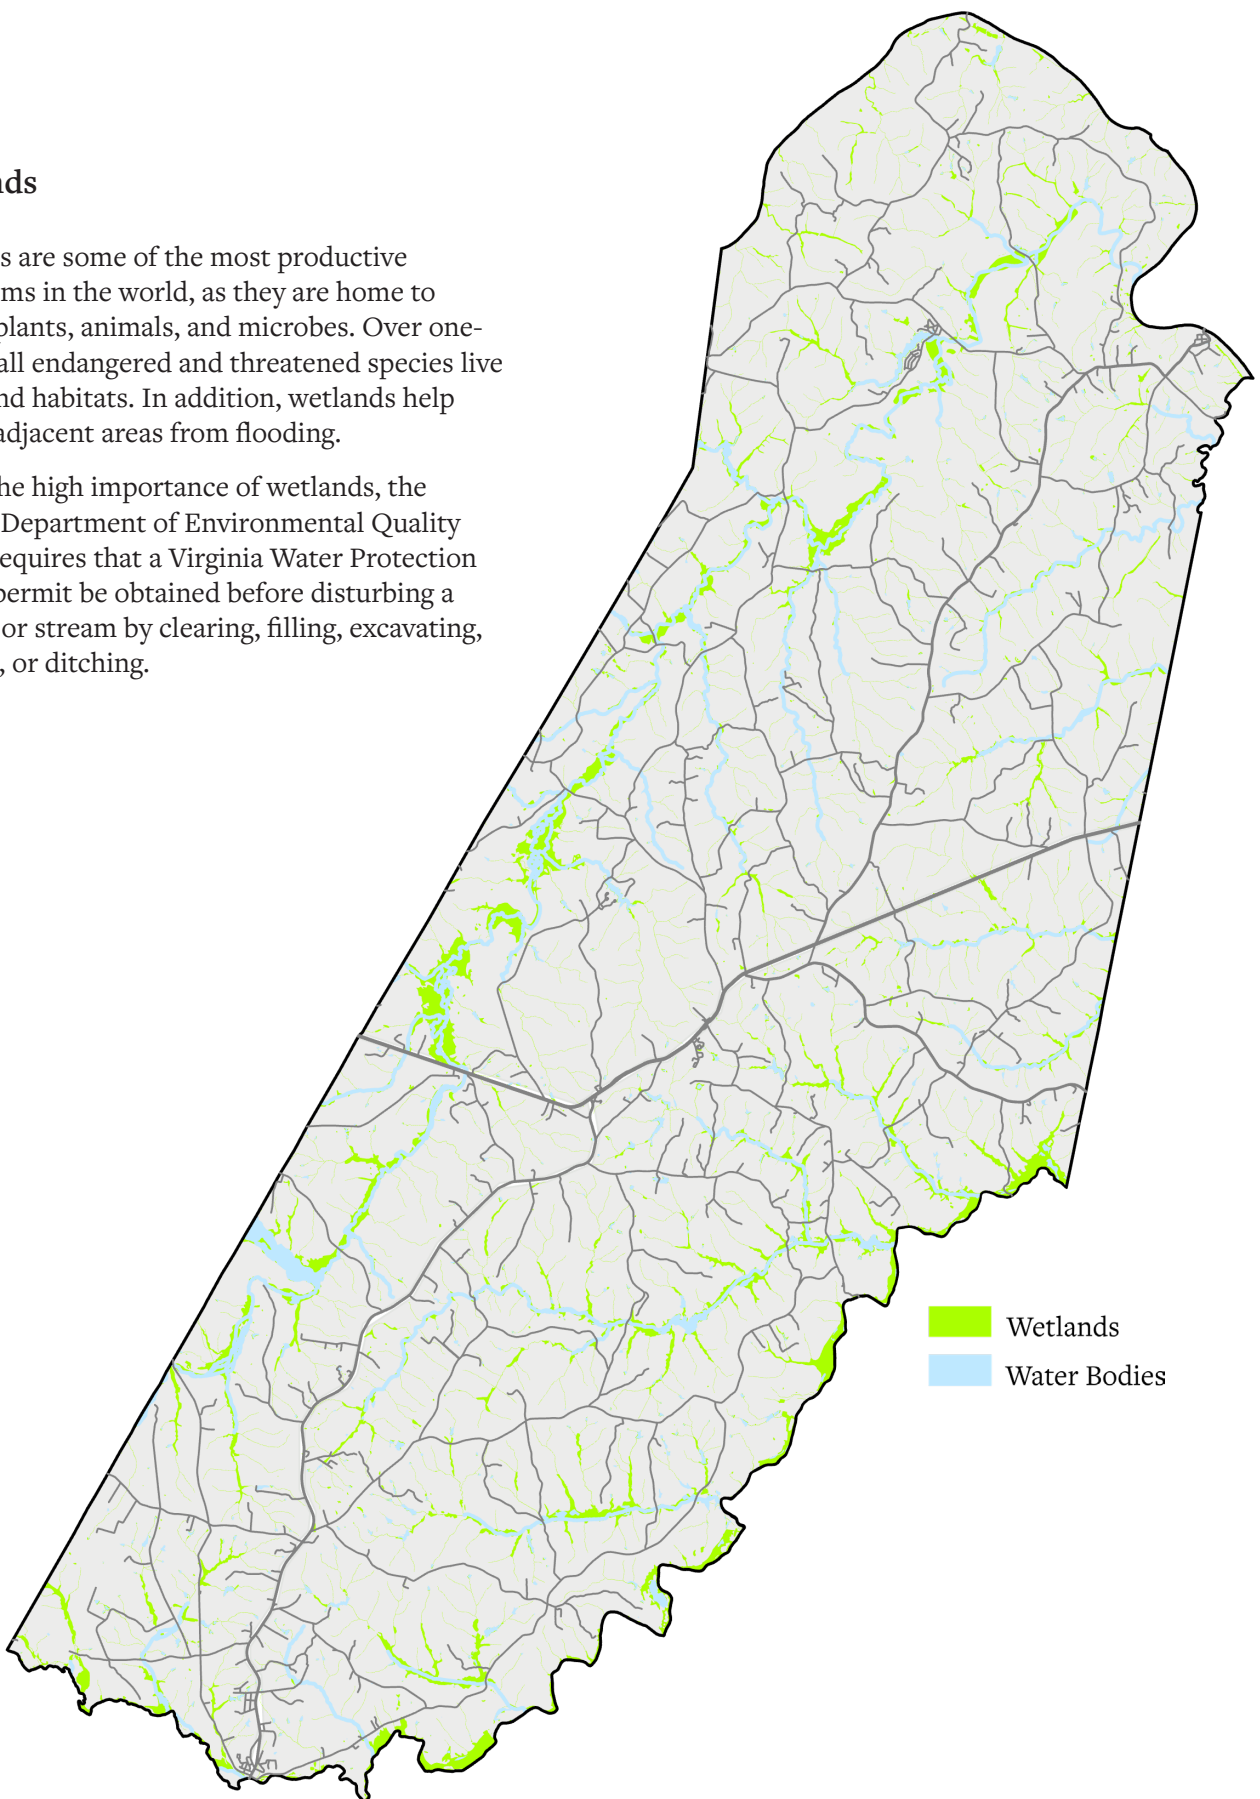 nds
s are some of the most productive
ms in the world, as they are home to
plants, animals, and microbes. Over one-
all endangered and threatened species live
nd habitats. In addition, wetlands help
adjacent areas from flooding.
he high importance of wetlands, the
Department of Environmental Quality
equires that a Virginia Water Protection
permit be obtained before disturbing a
or stream by clearing, filling, excavating,
, or ditching.
Wetlands
Water Bodies